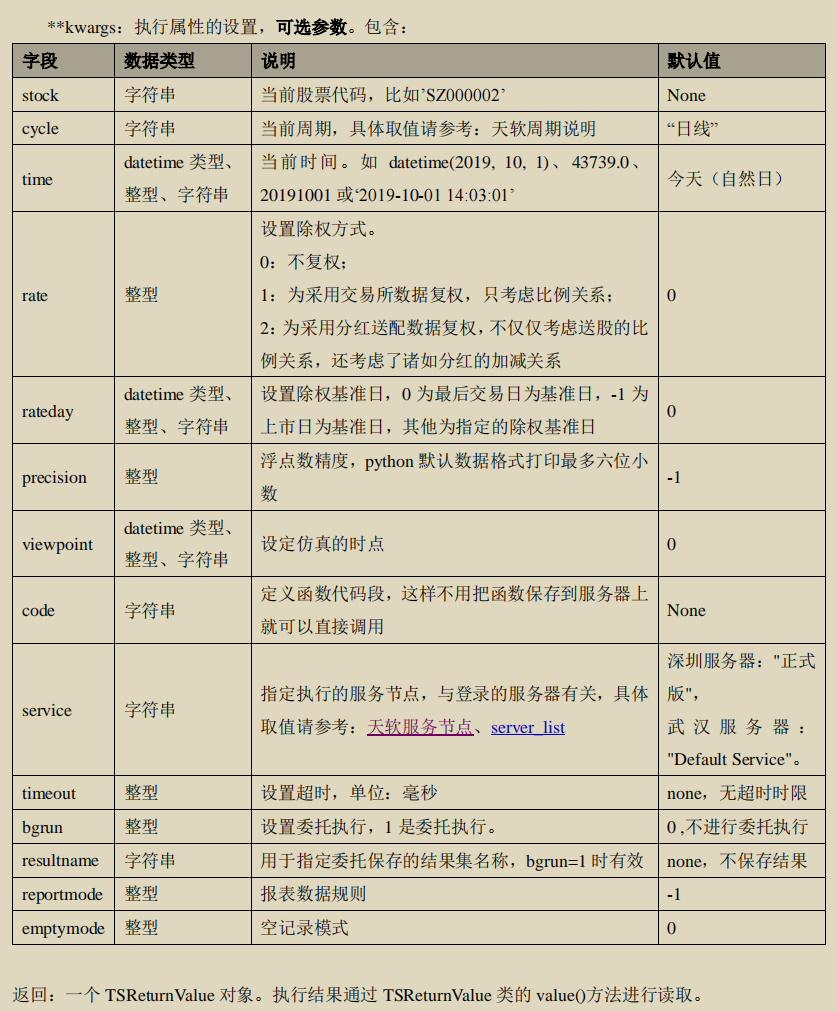 **kwargs：执行属性的设置，可选参数。包含：
字段 数据类型 说明 默认值
stock 字符串 当前股票代码，比如’SZ000002’ None
cycle 字符串 当前周期，具体取值请参考：天软周期说明 “日线”
time
datetime 类型、
整型、字符串
当前时间。如 datetime(2019, 10, 1)、43739.0、
20191001 或‘2019-10-01 14:03:01’
今天（自然日）
rate
整型
设置除权方式。
0：不复权；
1：为采用交易所数据复权，只考虑比例关系；
2：为采用分红送配数据复权，不仅仅考虑送股的比
例关系，还考虑了诸如分红的加减关系
0
rateday
datetime 类型、
整型、字符串
设置除权基准日，0 为最后交易日为基准日，-1 为
上市日为基准日，其他为指定的除权基准日
0
precision
整型
浮点数精度，python 默认数据格式打印最多六位小
数
-1
viewpoint
datetime 类型、
整型、字符串
设定仿真的时点
0
code
字符串
定义函数代码段，这样不用把函数保存到服务器上
就可以直接调用
None
service
字符串
指定执行的服务节点，与登录的服务器有关，具体
取值请参考：天软服务节点、server_list
深圳服务器："正式
版"，
武汉服务器：
"Default Service"。
timeout 整型 设置超时，单位：毫秒 none，无超时时限
bgrun 整型 设置委托执行，1 是委托执行。 0 ,不进行委托执行
resultname 字符串 用于指定委托保存的结果集名称，bgrun=1 时有效 none，不保存结果
reportmode 整型 报表数据规则 -1
emptymode 整型 空记录模式 0
返回：一个 TSReturnValue 对象。执行结果通过 TSReturnValue 类的 value()方法进行读取。